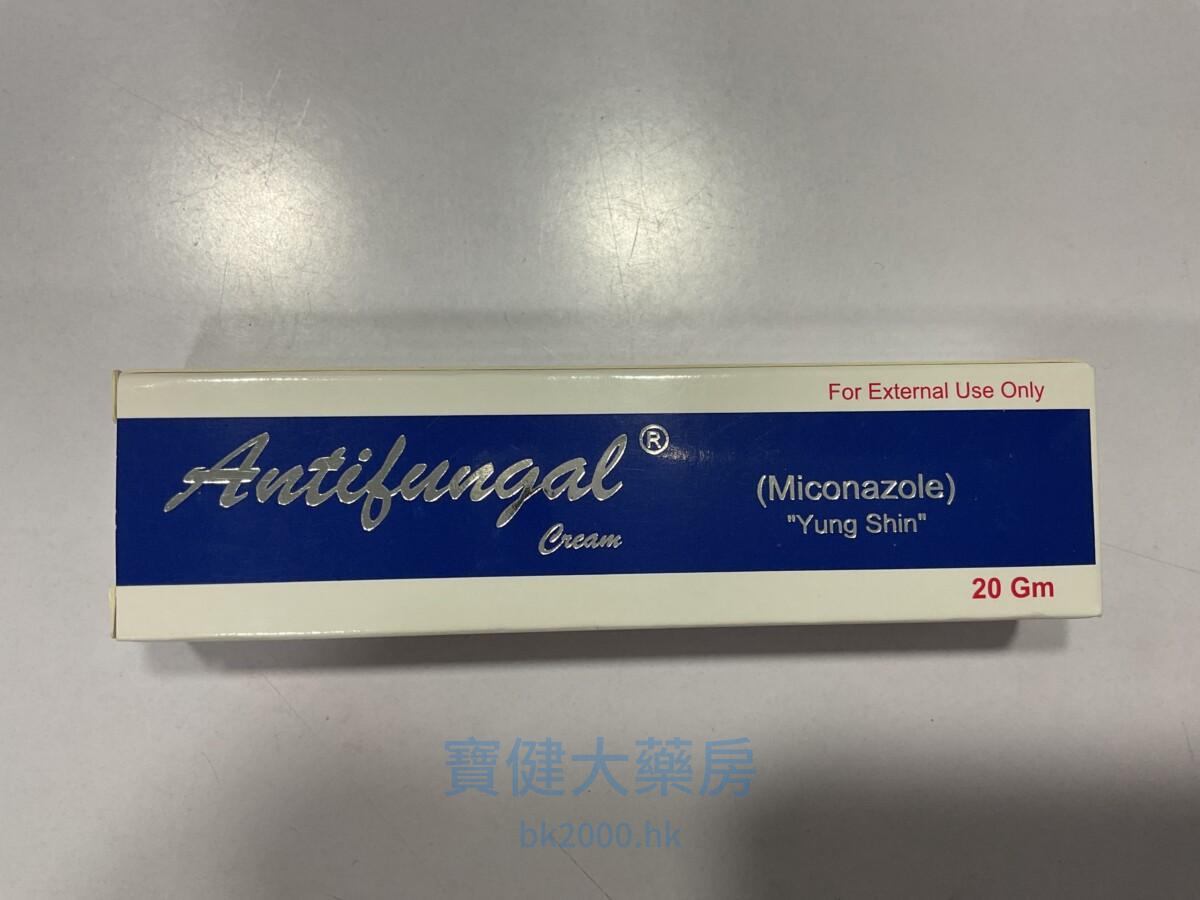 For External Use Only
Antifungal®
Cream
(Miconazole)
"Yung Shin"
20 Gm
寶健大藥房
bk2000.hk